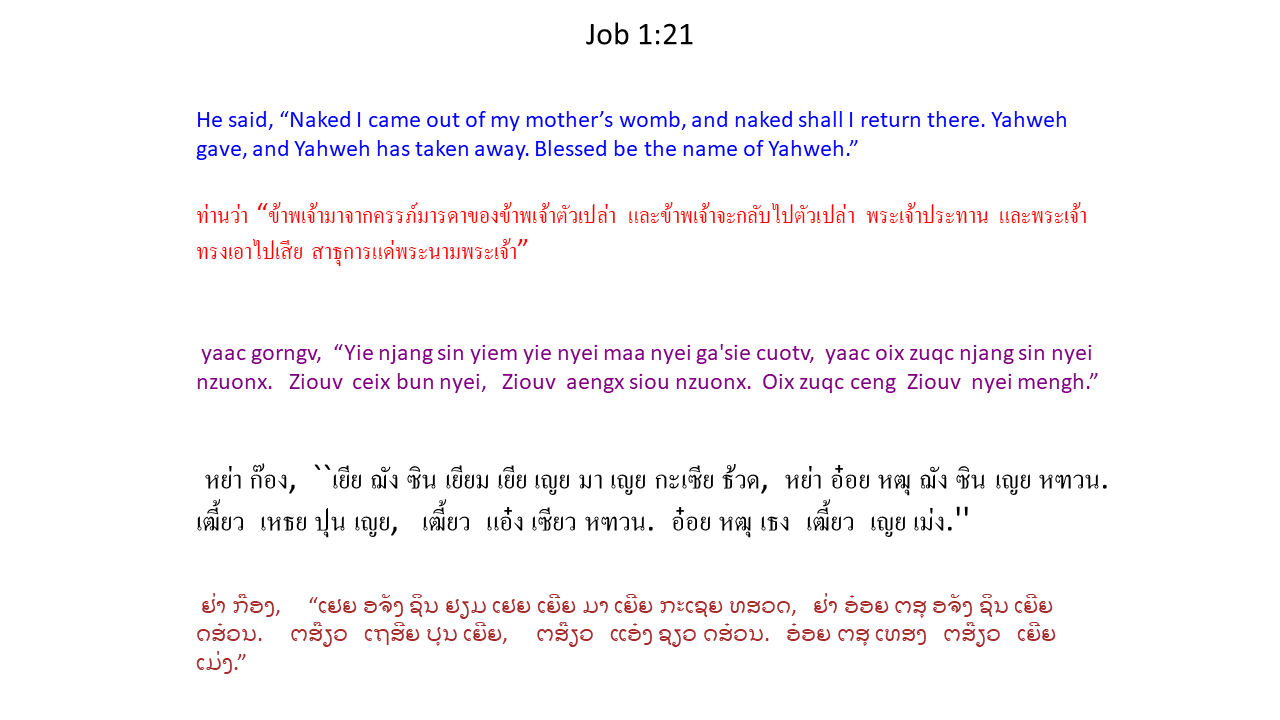 Job 1:21
He said, “Naked I came out of my mother’s womb, and naked shall I return there. Yahweh
gave, and Yahweh has taken away. Blessed be the name of Yahweh.”
ท่านว่า “ข้าพเจ้ามาจากครรภ์มารดาของข้าพเจ้าตัวเปล่า และข้าพเจ้าจะกลับไปตัวเปล่า พระเจ้าประทาน และพระเจ้า
ทรงเอาไปเสีย สาธุการแด่พระนามพระเจ้า”
yaac gorngv, “Yie njang sin yiem yie nyei maa nyei ga'sie cuotv, yaac oix zuqc njang sin nyei
nzuonx. Ziouv ceix bun nyei, Ziouv aengx siou nzuonx. Oix zuqc ceng Ziouv nyei mengh.”
หย่า ก๊อง, ``เยีย ฌัง ซิน เยียม เยีย เญย มา เญย กะเซีย ธ้วด, หย่า อ๋อย หฒุ ฌัง ซิน เญย หฑวน.
เฒี้ยว เหธย ปุน เญย, เฒี้ยว แอ๋ง เซียว หฑวน. อ๋อย หฒุ เธง เฒี้ยว เญย เม่ง.''
ຢ່າ ກ໊ອງ, “ເຢຍ ອຈັງ ຊິນ ຢຽມ ເຢຍ ເຍີຍ ມາ ເຍີຍ ກະເຊຍ ທສວດ, ຢ່າ ອ໋ອຍ ຕສຸ ອຈັງ ຊິນ ເຍີຍ
ດສ໋ວນ. ຕສ໊ຽວ ເຖສີຍ ປຸນ ເຍີຍ, ຕສ໊ຽວ ແອ໋ງ ຊຽວ ດສ໋ວນ. ອ໋ອຍ ຕສຸ ເທສງ ຕສ໊ຽວ ເຍີຍ
ເມ່ງ.”